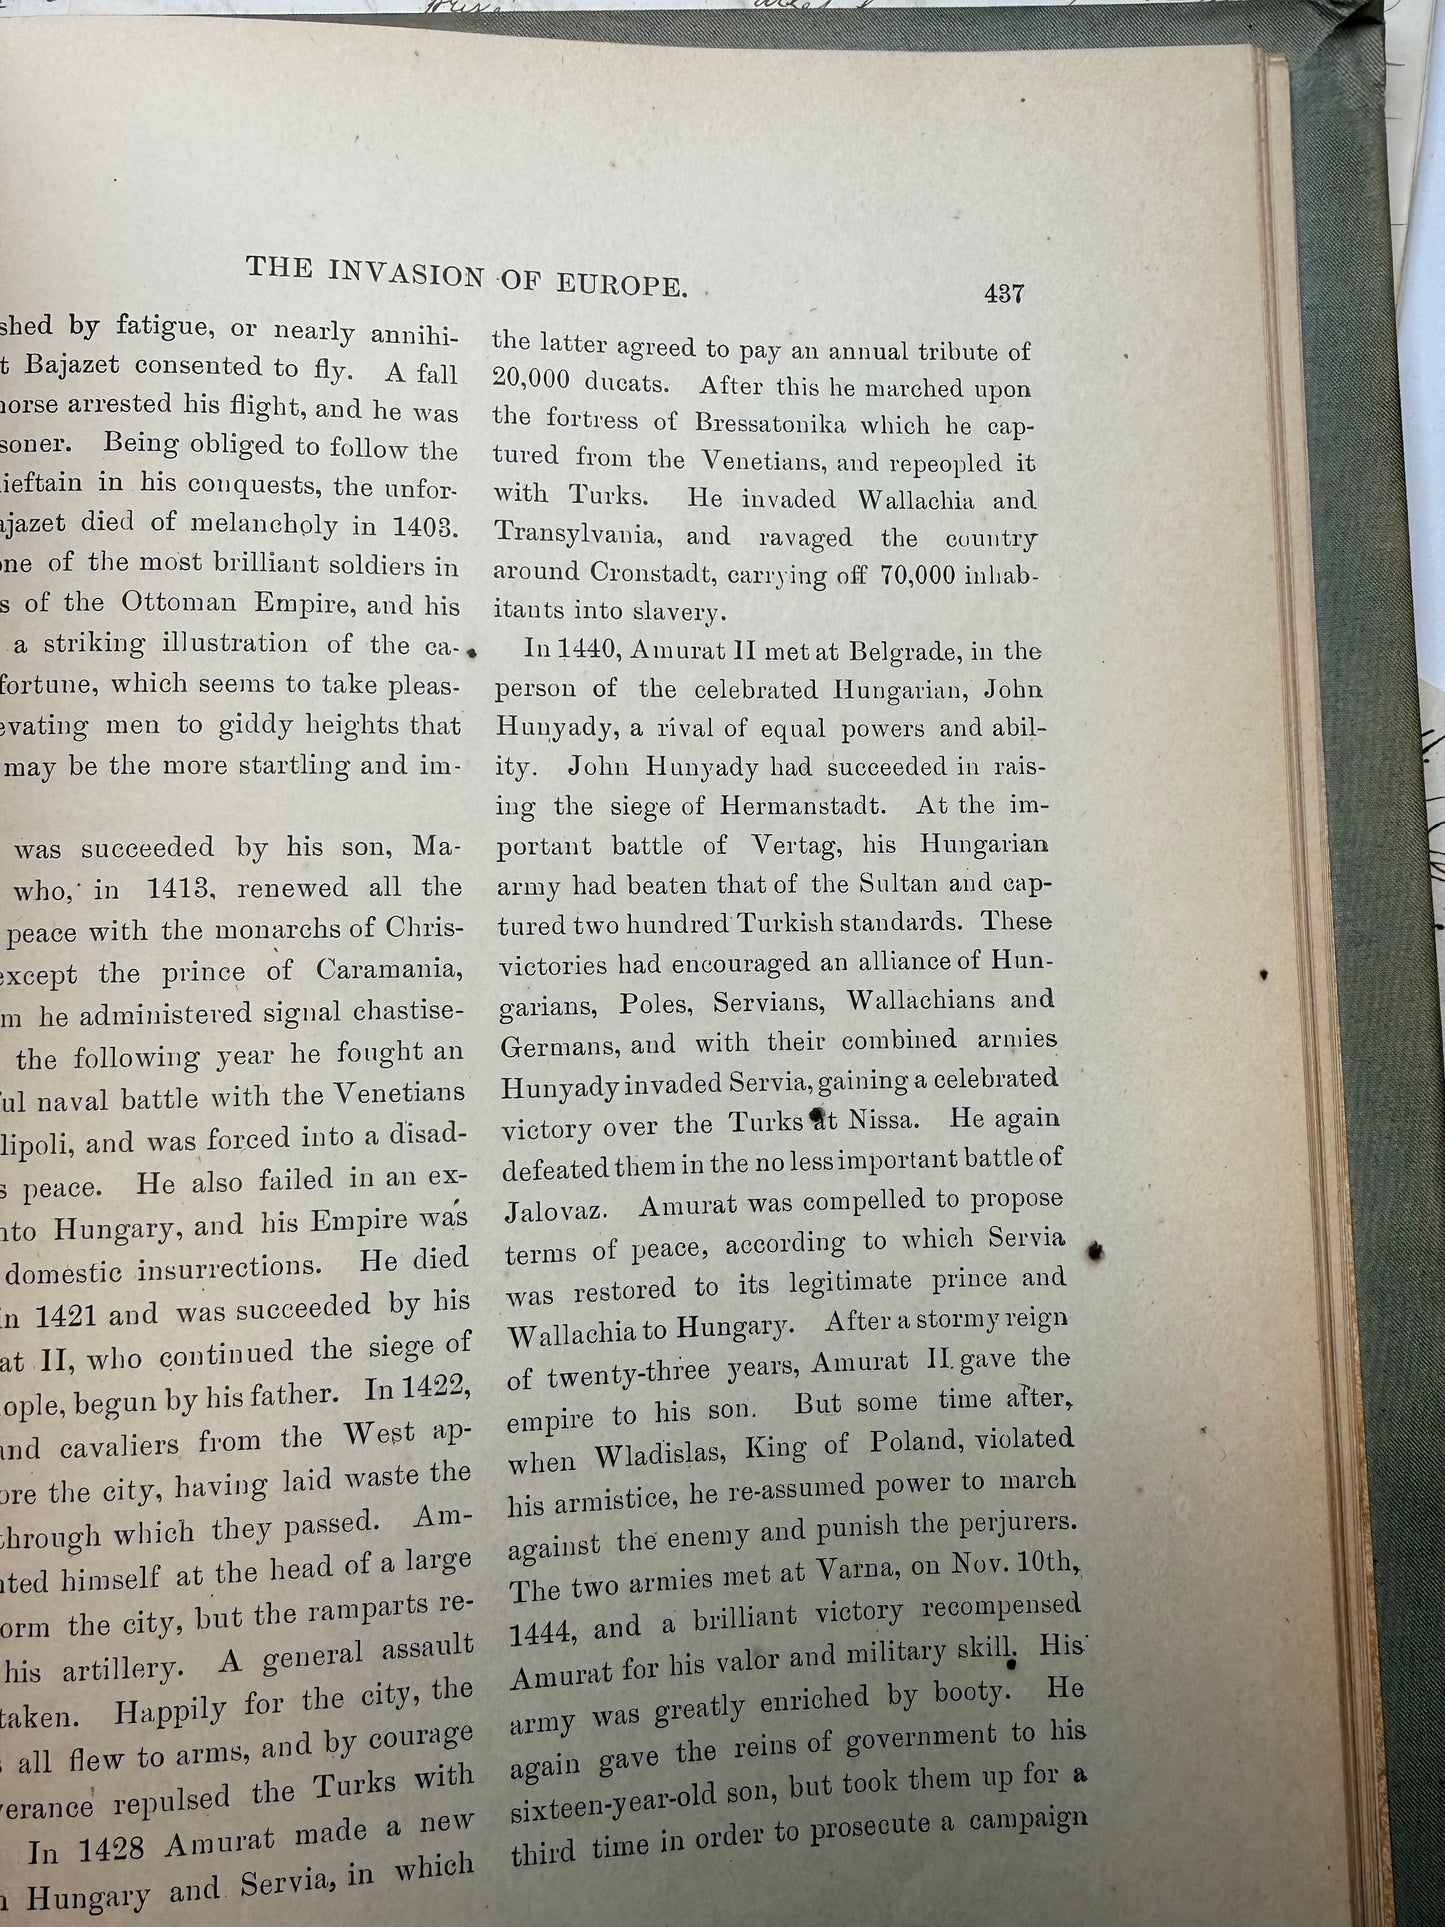 THE INVASION OF EUROPE. 437
shed by fatigue, or nearly annihi-
t Bajazet consented to fly. A fall
horse arrested his flight, and he was
soner. Being obliged to follow the
ieftain in his conquests, the unfor-
ajazet died of melancholy in 1403.
one of the most brilliant soldiers in
s of the Ottoman Empire, and his
a striking illustration of the ca-
fortune, which seems to take pleas-
evating men to giddy heights that
may be the more startling and im-
was succeeded by his son, Ma-
who, in 1413, renewed all the
peace with the monarchs of Chris-
except the prince of Caramania,
m he administered signal chastise-
the following year he fought an
ful naval battle with the Venetians
lipoli, and was forced into a disad-
s peace. He also failed in an ex-
nto Hungary, and his Empire was
domestic insurrections. He died
in 1421 and was succeeded by his
at II, who continued the siege of
ople, begun by his father. In 1422,
and cavaliers from the West ap-
ore the city, having laid waste the
through which they passed. Am-
nted himself at the head of a large
orm the city, but the ramparts re-
his artillery. A general assault
taken. Happily for the city, the
s all flew to arms, and by courage
verance repulsed the Turks with
In 1428 Amurat made a new
n Hungary and Servia, in which
the latter agreed to pay an annual tribute of
20,000 ducats. After this he marched upon
the fortress of Bressatonika which he cap-
tured from the Venetians, and repeopled it
with Turks. He invaded Wallachia and
Transylvania, and ravaged the country
around Cronstadt, carrying off 70,000 inhab-
itants into slavery.
In 1440, Amurat II met at Belgrade, in the
person of the celebrated Hungarian, John
Hunyady, a rival of equal powers and abil-
ity. John Hunyady had succeeded in rais-
ing the siege of Hermanstadt. At the im-
portant battle of Vertag, his Hungarian
army had beaten that of the Sultan and cap-
tured two hundred Turkish standards. These
victories had encouraged an alliance of Hun-
garians, Poles, Servians, Wallachians and
Germans, and with their combined armies
Hunyady invaded Servia, gaining a celebrated
victory over the Turks at Nissa. He again
defeated them in the no less important battle of
Jalovaz. Amurat was compelled to propose
terms of peace, according to which Servia
was restored to its legitimate prince and
Wallachia to Hungary. After a stormy reign
of twenty-three years, Amurat II. gave the
empire to his son. But some time after,
when Wladislas, King of Poland, violated
his armistice, he re-assumed power to march
against the enemy and punish the perjurers.
The two armies met at Varna, on Nov. 10th,
1444, and a brilliant victory recompensed
Amurat for his valor and military skill. His
army was greatly enriched by booty. He
again gave the reins of government to his
sixteen-year-old son, but took them up for a
third time in order to prosecute a campaign